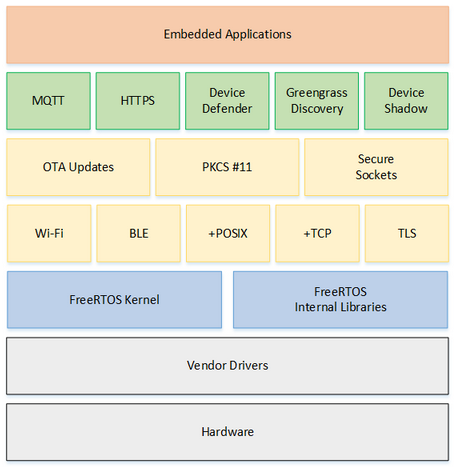 Embedded Applications
MQTT
HTTPS
Device
Defender
Greengrass
Discovery
Device
Shadow
OTA Updates
PKCS #11
Secure
Sockets
Wi-Fi
BLE
+POSIX
+TCP
TLS
FreeRTOS Kernel
FreeRTOS
Internal Libraries
Vendor Drivers
Hardware